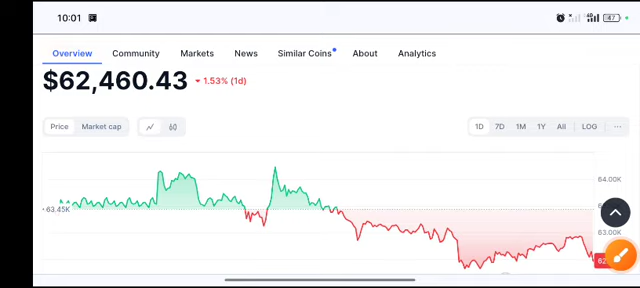 10:01
47
Overview Community Markets News Similar Coins About Analytics
$62,460.43 1.53% (1d)
Price Market cap 1D 7D 1M 1Y All LOG ...
64.00K
63.45K
63.00K